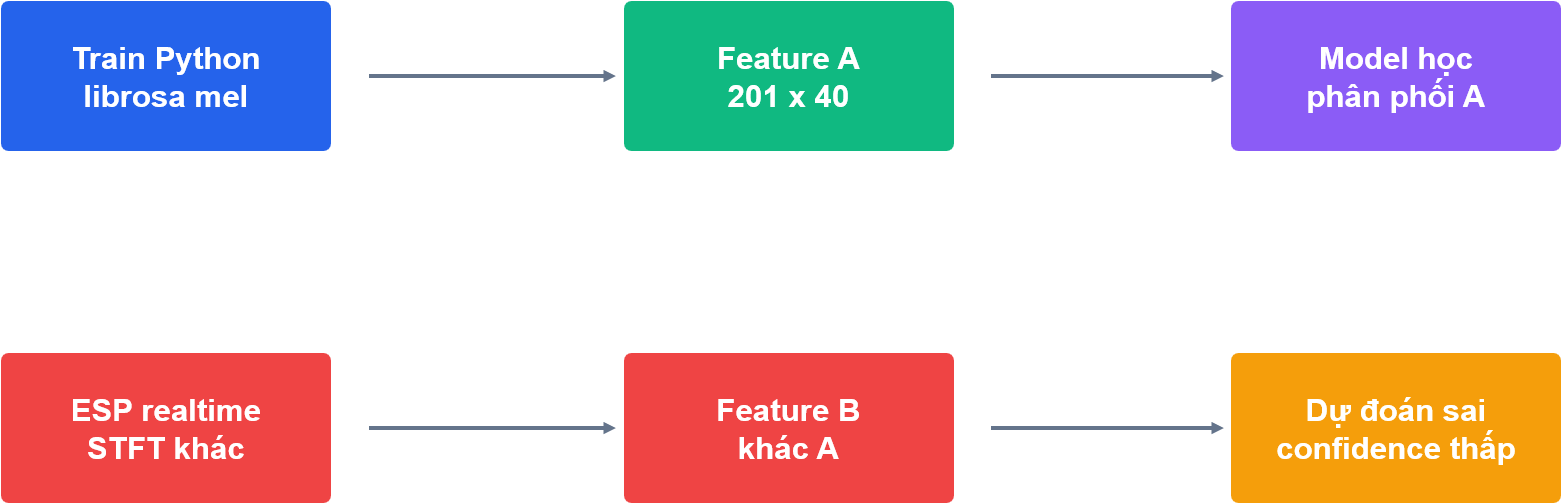 Train Python
librosa mel
Feature A
201 x 40
Model học
phân phối A
ESP realtime
STFT khác
Feature B
khác A
Dự đoán sai
confidence thấp